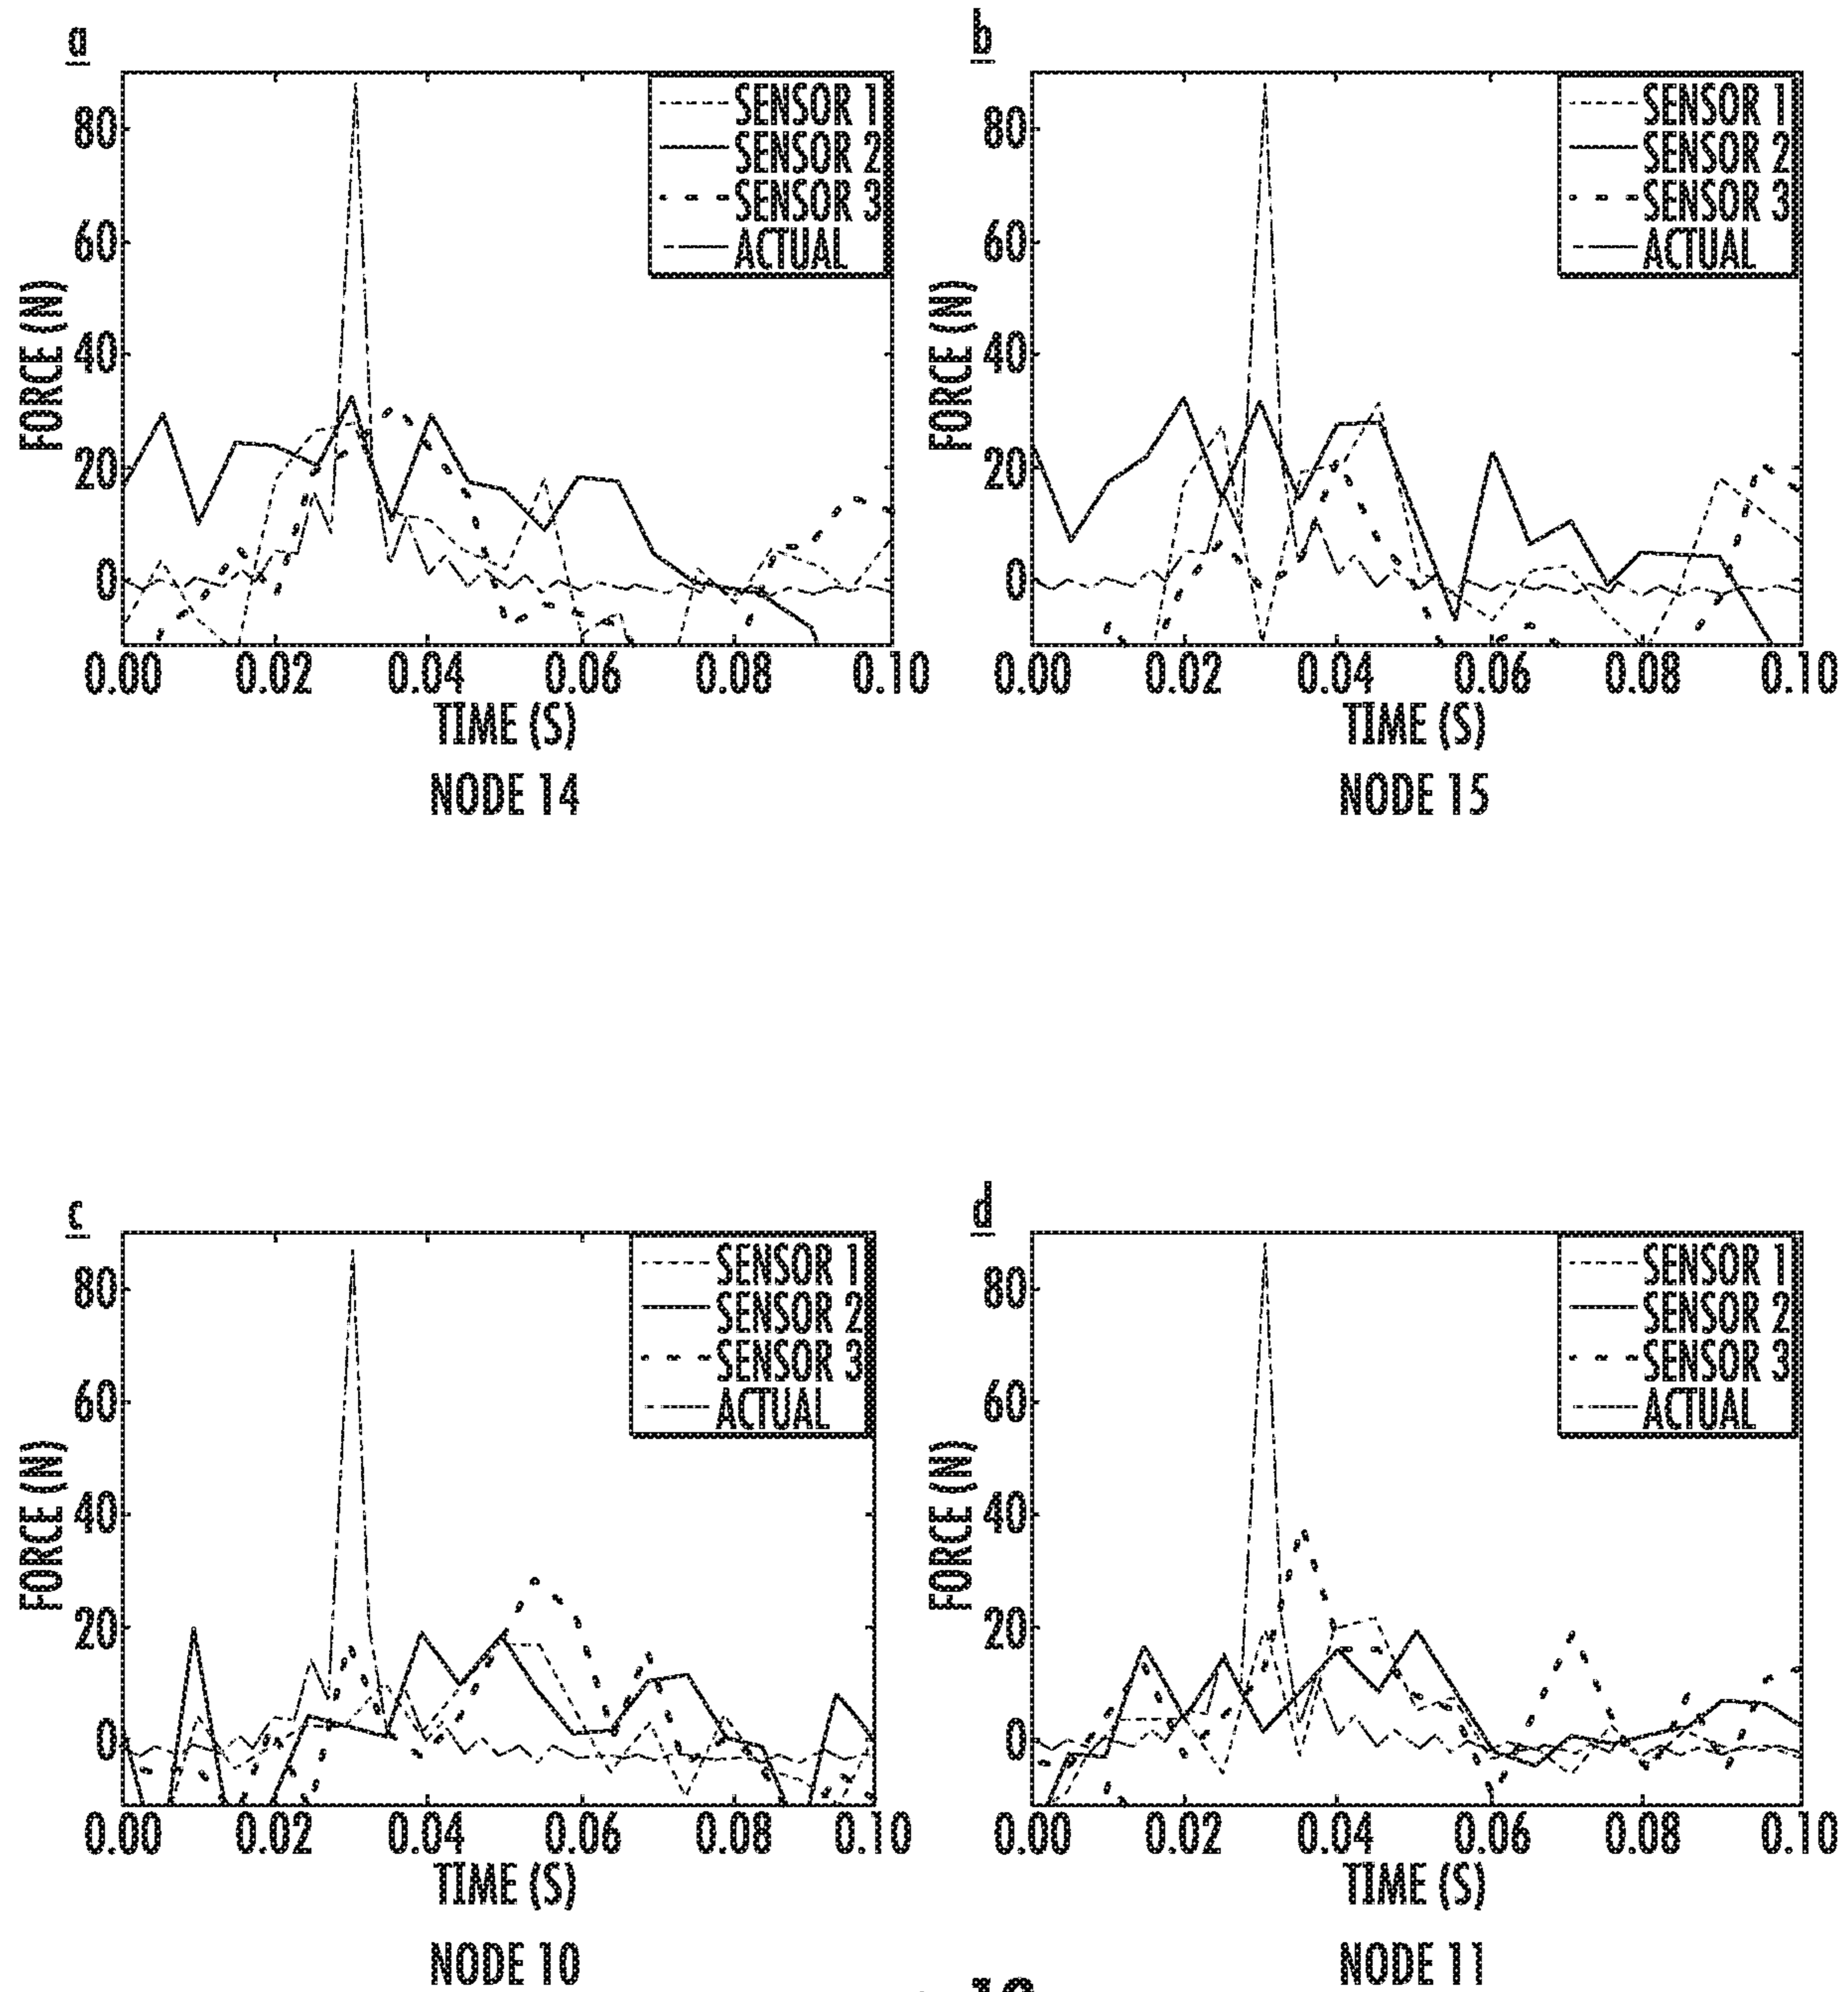 a
80
60
40
20
0
FORCE (N)
SENSOR 1
SENSOR 2
SENSOR 3
ACTUAL
0.00 0.02 0.04 0.06 0.08 0.10
TIME (S)
NODE 14
b
80
60
40
20
0
FORCE (N)
SENSOR 1
SENSOR 2
SENSOR 3
ACTUAL
0.00 0.02 0.04 0.06 0.08 0.10
TIME (S)
NODE 15
c
80
60
40
20
0
FORCE (N)
SENSOR 1
SENSOR 2
SENSOR 3
ACTUAL
0.00 0.02 0.04 0.06 0.08 0.10
TIME (S)
NODE 10
d
80
60
40
20
0
FORCE (N)
SENSOR 1
SENSOR 2
SENSOR 3
ACTUAL
0.00 0.02 0.04 0.06 0.08 0.10
TIME (S)
NODE 11